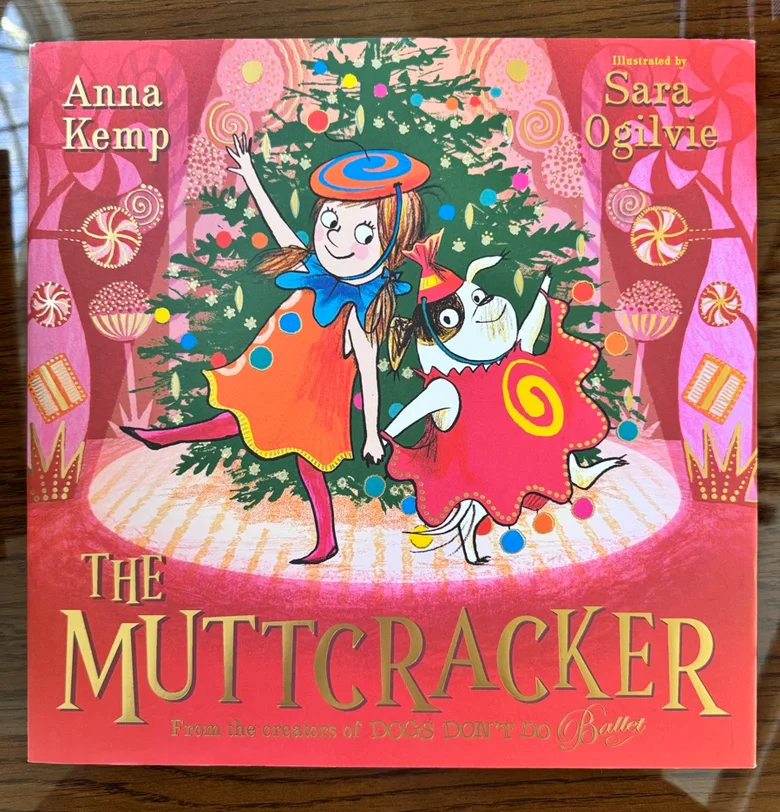 Anna
Kemp
Illustrated by
Sara
Ogilvie
THE
MUTTCRACKER
From the creators of DOGS DON'T DO Ballet